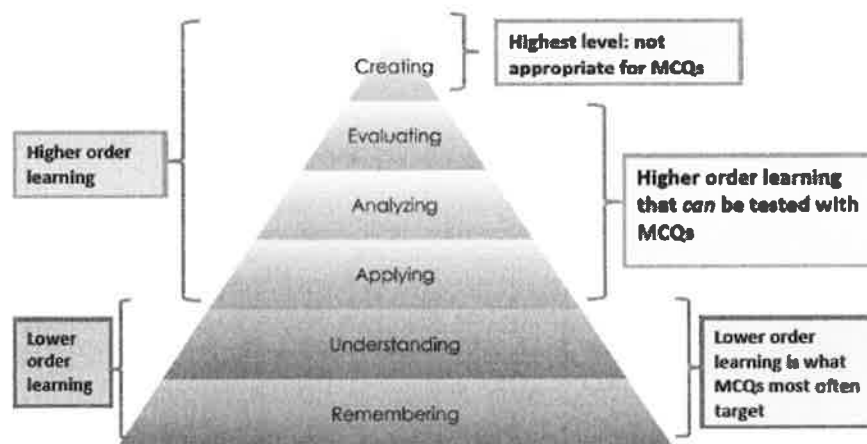 Highest level: not
appropriate for MCQs
Creating
Evaluating
Higher order
learning
Higher order learning
that can be tested with
MCQs
Analyzing
Applying
Lower
order
learning
Understanding
Lower order
learning is what
MCQs most often
target
Remembering